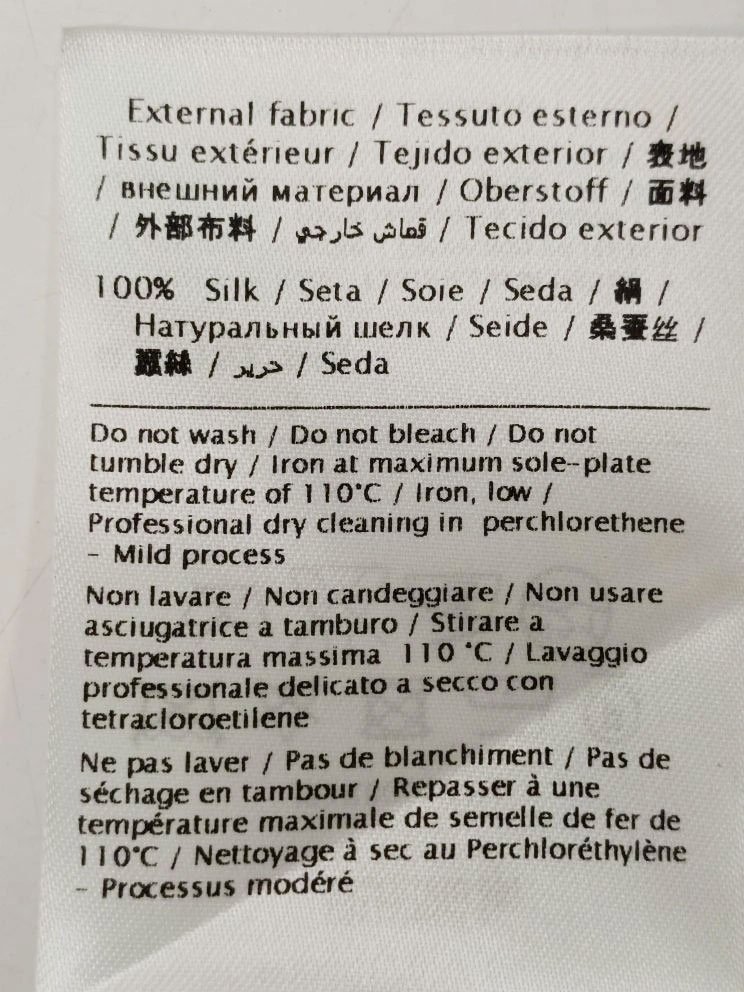 External fabric / Tessuto esterno /
Tissu extérieur / Tejido exterior / 表地
/ внешний материал / Oberstoff / 面料
/ 外部布料 / قماش خارجي / Tecido exterior
100% Silk / Seta / Soie / Seda / 絹 /
Натуральный шелк / Seide / 桑蚕丝 /
蠶絲 / حرير / Seda
Do not wash / Do not bleach / Do not
tumble dry / Iron at maximum sole-plate
temperature of 110°C / Iron, low /
Professional dry cleaning in perchlorethene
- Mild process
Non lavare / Non candeggiare / Non usare
asciugatrice a tamburo / Stirare a
temperatura massima 110 °C / Lavaggio
professionale delicato a secco con
tetracloroetilene
Ne pas laver / Pas de blanchiment / Pas de
séchage en tambour / Repasser à une
température maximale de semelle de fer de
110°C / Nettoyage à sec au Perchloréthylène
- Processus modéré